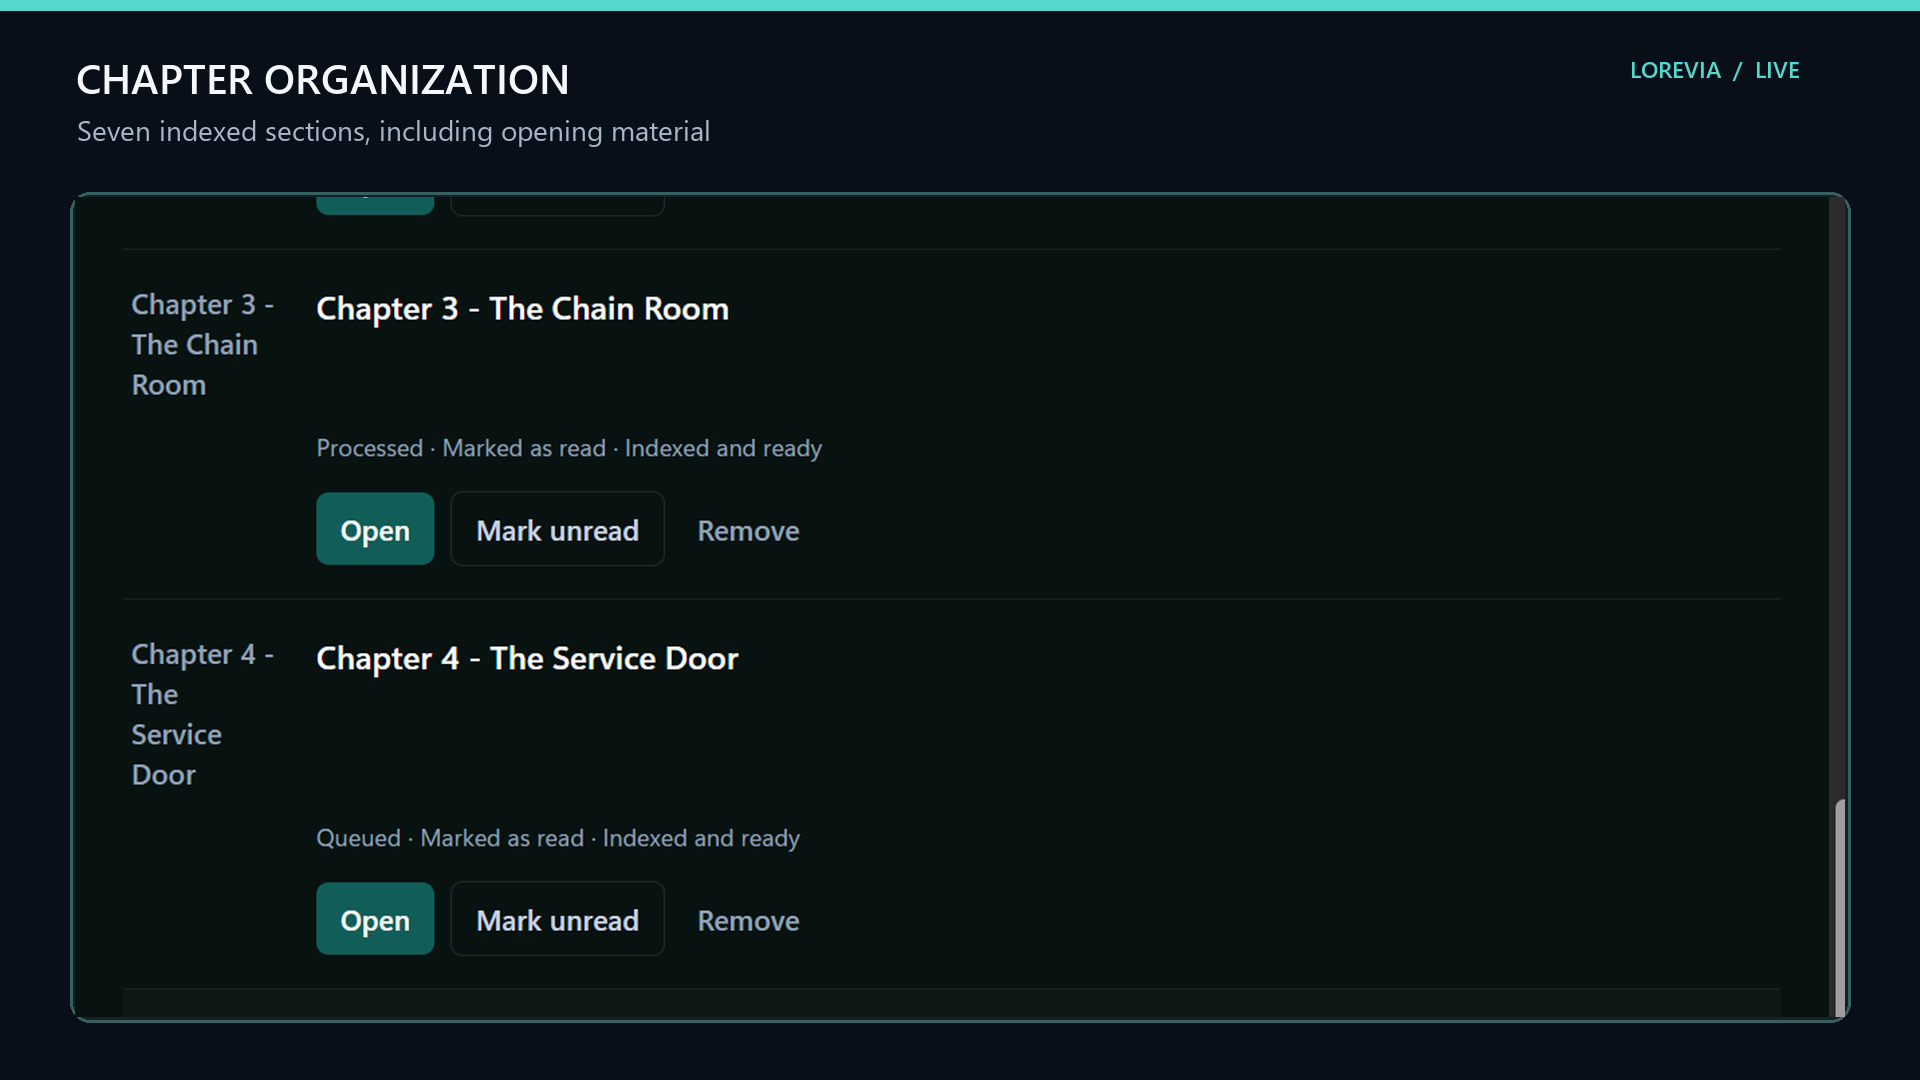 CHAPTER ORGANIZATION
LOREVIA / LIVE
Seven indexed sections, including opening material
Chapter 3 -
The Chain
Room
Chapter 3 - The Chain Room
Processed · Marked as read · Indexed and ready
Open
Mark unread
Remove
Chapter 4 -
The
Service
Door
Chapter 4 - The Service Door
Queued · Marked as read · Indexed and ready
Open
Mark unread
Remove